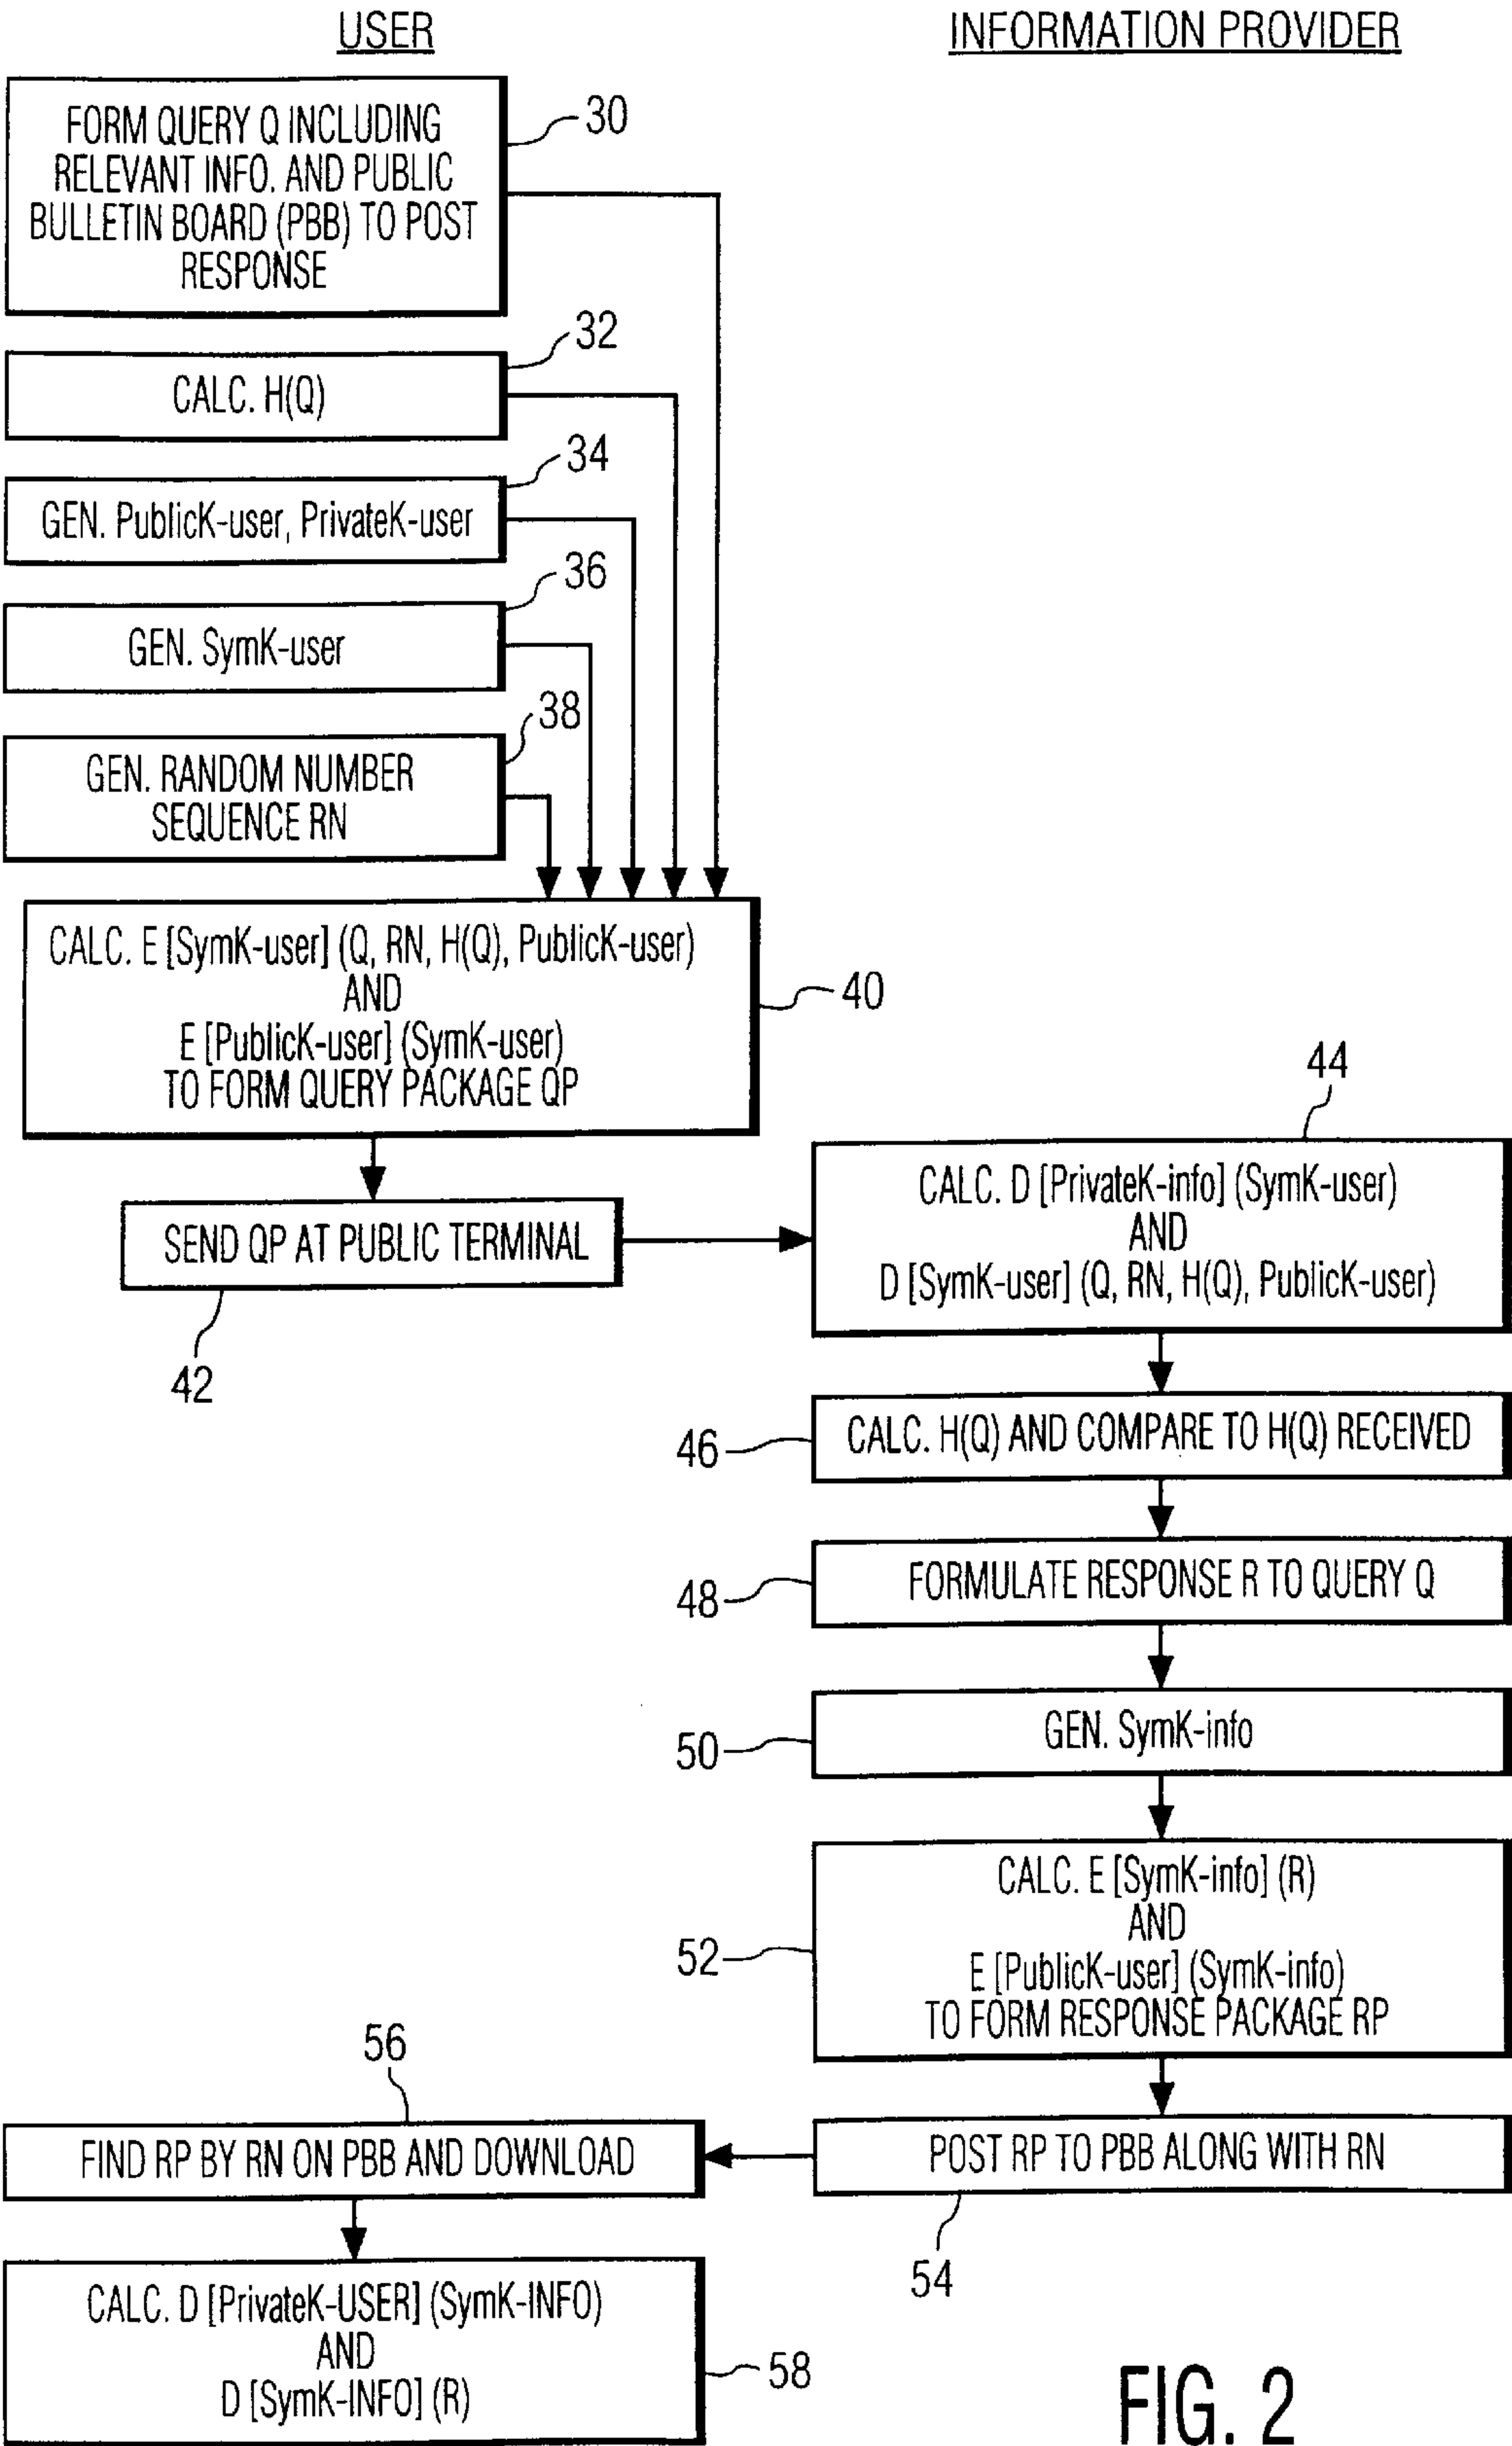 USER
INFORMATION PROVIDER
FORM QUERY Q INCLUDING
RELEVANT INFO. AND PUBLIC
BULLETIN BOARD (PBB) TO POST
RESPONSE
30
CALC. H(Q)
32
GEN. PublicK-user, PrivateK-user
34
GEN. SymK-user
36
GEN. RANDOM NUMBER
SEQUENCE RN
38
CALC. E [SymK-user] (Q, RN, H(Q), PublicK-user)
AND
E [PublicK-user] (SymK-user)
TO FORM QUERY PACKAGE QP
40
SEND QP AT PUBLIC TERMINAL
42
44
CALC. D [PrivateK-info] (SymK-user)
AND
D [SymK-user] (Q, RN, H(Q), PublicK-user)
46
CALC. H(Q) AND COMPARE TO H(Q) RECEIVED
48
FORMULATE RESPONSE R TO QUERY Q
50
GEN. SymK-info
52
CALC. E [SymK-info] (R)
AND
E [PublicK-user] (SymK-info)
TO FORM RESPONSE PACKAGE RP
POST RP TO PBB ALONG WITH RN
54
56
FIND RP BY RN ON PBB AND DOWNLOAD
CALC. D [PrivateK-USER] (SymK-INFO)
AND
D [SymK-INFO] (R)
58
FIG. 2